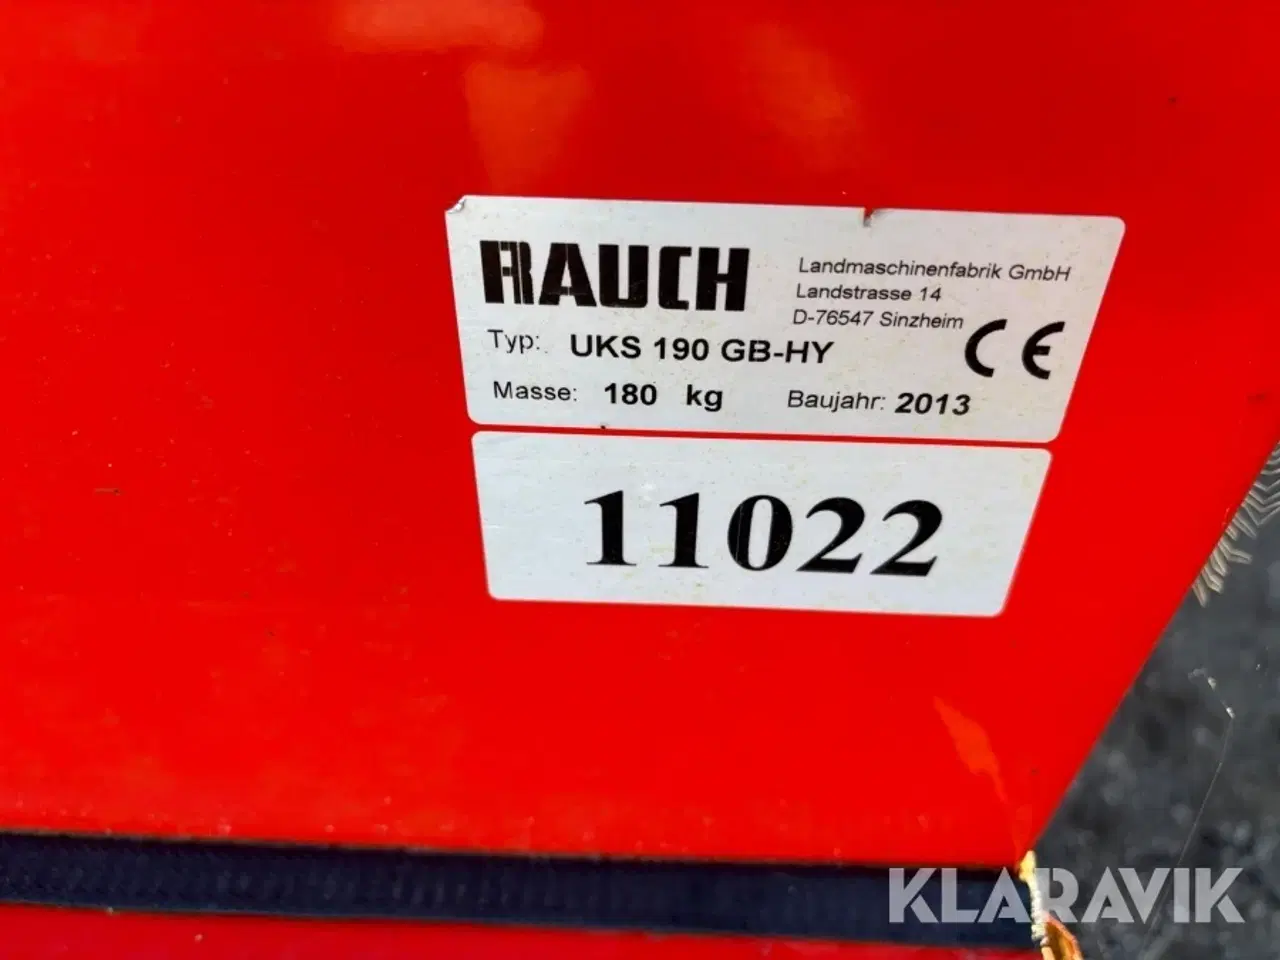 RAUCH
Landmaschinenfabrik GmbH
Landstrasse 14
D-76547 Sinzheim
CE
Typ: UKS 190 GB-HY
Masse: 180 kg Baujahr: 2013
11022
KLARAVIK